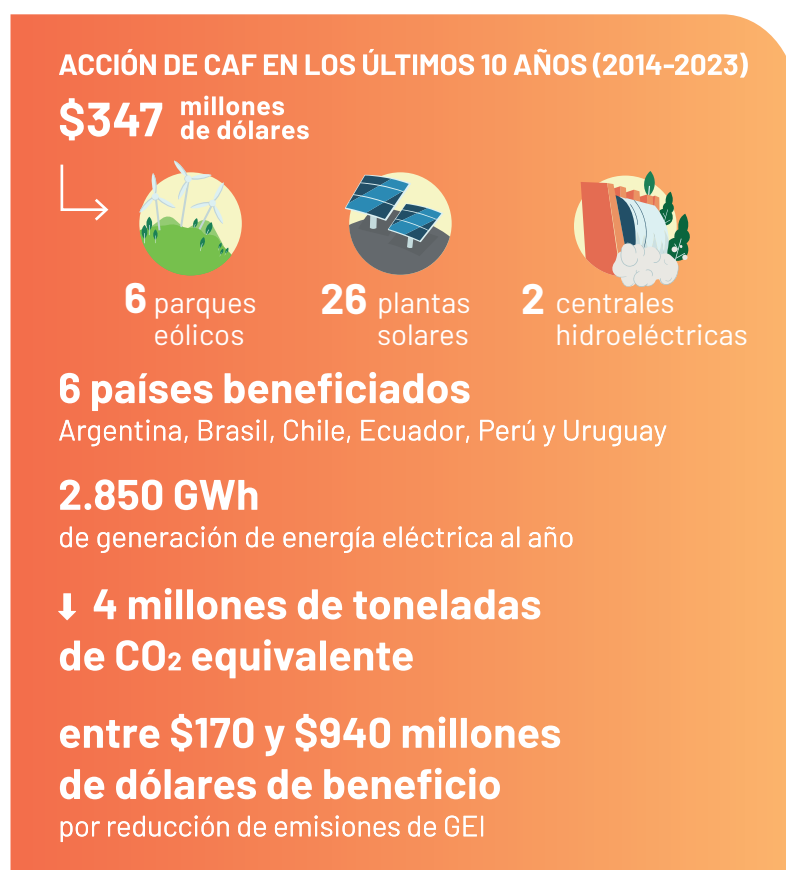 ACCIÓN DE CAF EN LOS ÚLTIMOS 10 AÑOS (2014-2023)
$347 millones
de dólares
6 parques
eólicos
26 plantas
solares
2 centrales
hidroeléctricas
6 países beneficiados
Argentina, Brasil, Chile, Ecuador, Perú y Uruguay
2.850 GWh
de generación de energía eléctrica al año
⬇ 4 millones de toneladas
de CO₂ equivalente
entre $170 y $940 millones
de dólares de beneficio
por reducción de emisiones de GEI